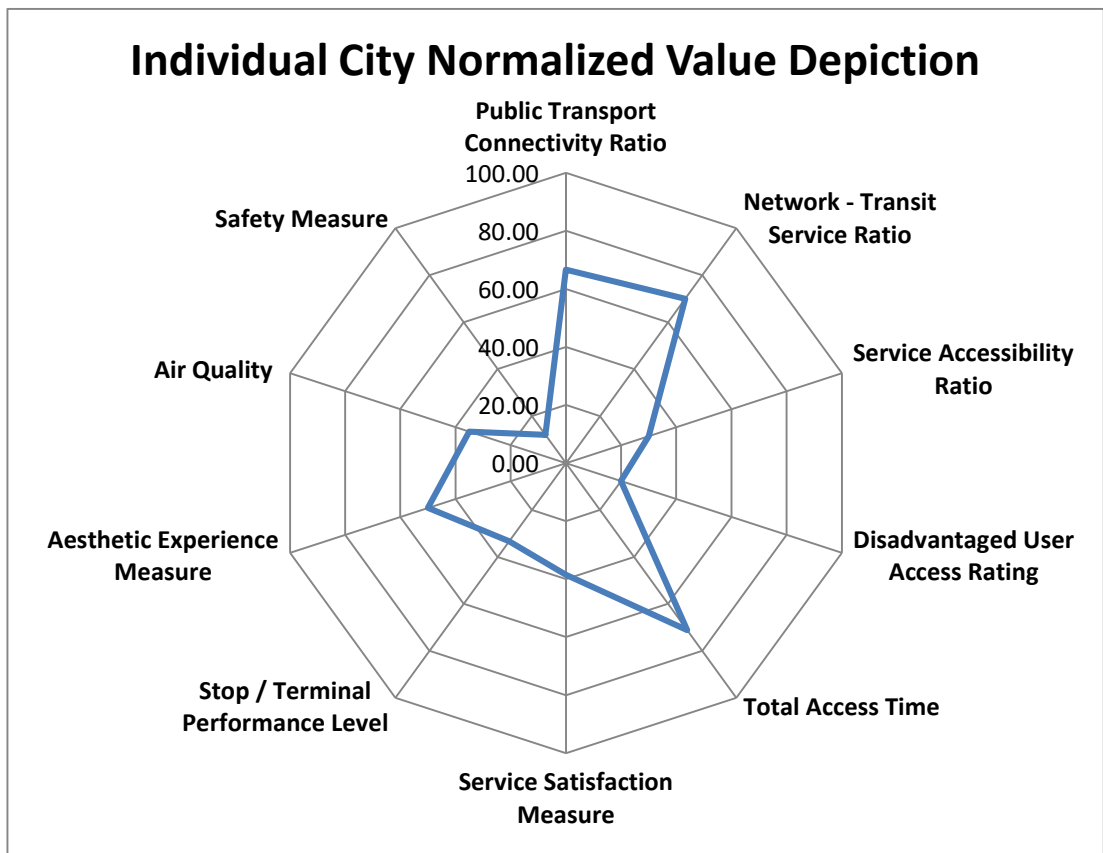 Individual City Normalized Value Depiction
Public Transport
Connectivity Ratio
100.00
80.00
60.00
40.00
20.00
0.00
Network - Transit
Service Ratio
Service Accessibility
Ratio
Disadvantaged User
Access Rating
Total Access Time
Service Satisfaction
Measure
Stop / Terminal
Performance Level
Aesthetic Experience
Measure
Air Quality
Safety Measure